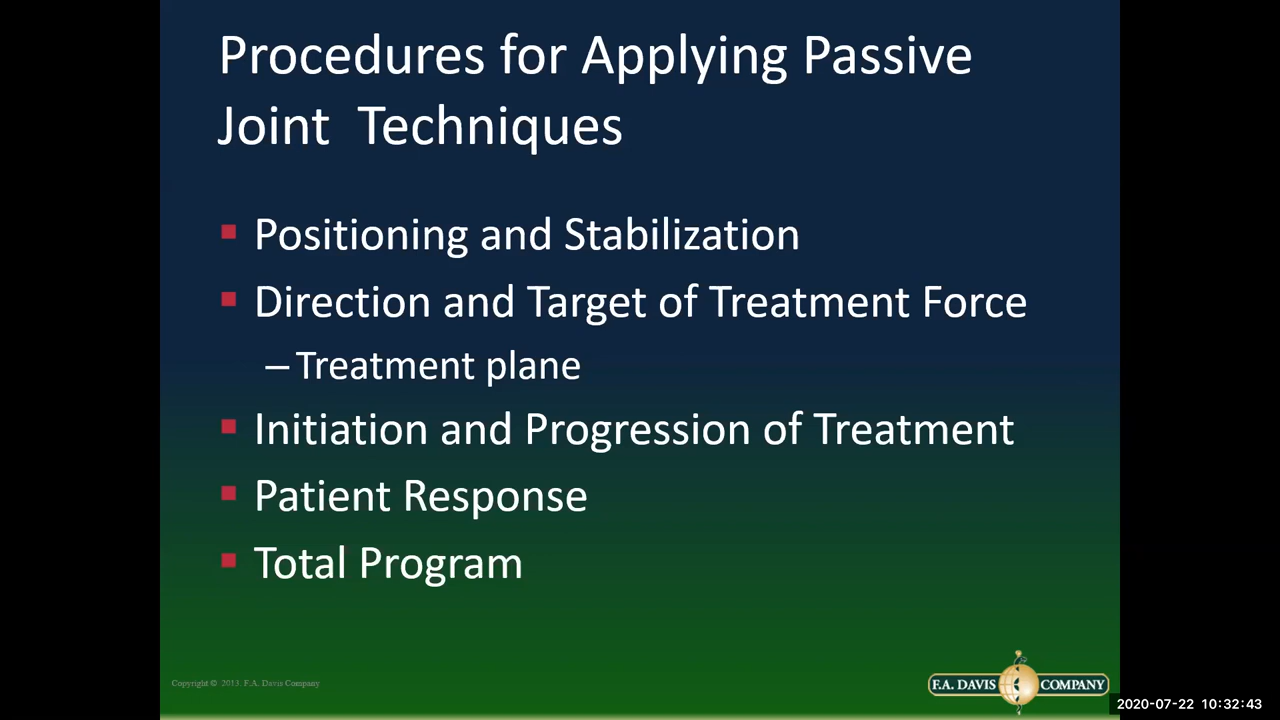 Procedures for Applying Passive
Joint Techniques
Positioning and Stabilization
Direction and Target of Treatment Force
–Treatment plane
Initiation and Progression of Treatment
Patient Response
Total Program
Copyright © 2013. F.A. Davis Company
F.A. DAVIS COMPANY
2020-07-22 10:32:43